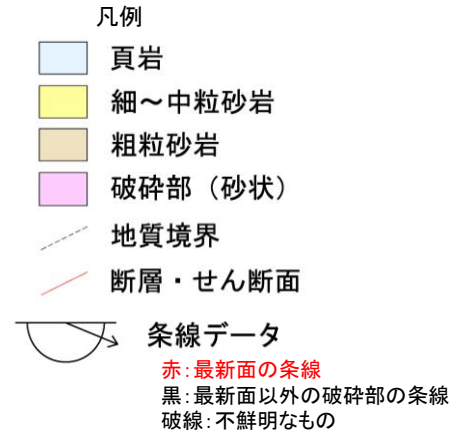 凡例
頁岩
細～中粒砂岩
粗粒砂岩
破砕部（砂状）
地質境界
断層・せん断面
条線データ
赤：最新面の条線
黒：最新面以外の破砕部の条線
破線：不鮮明なもの